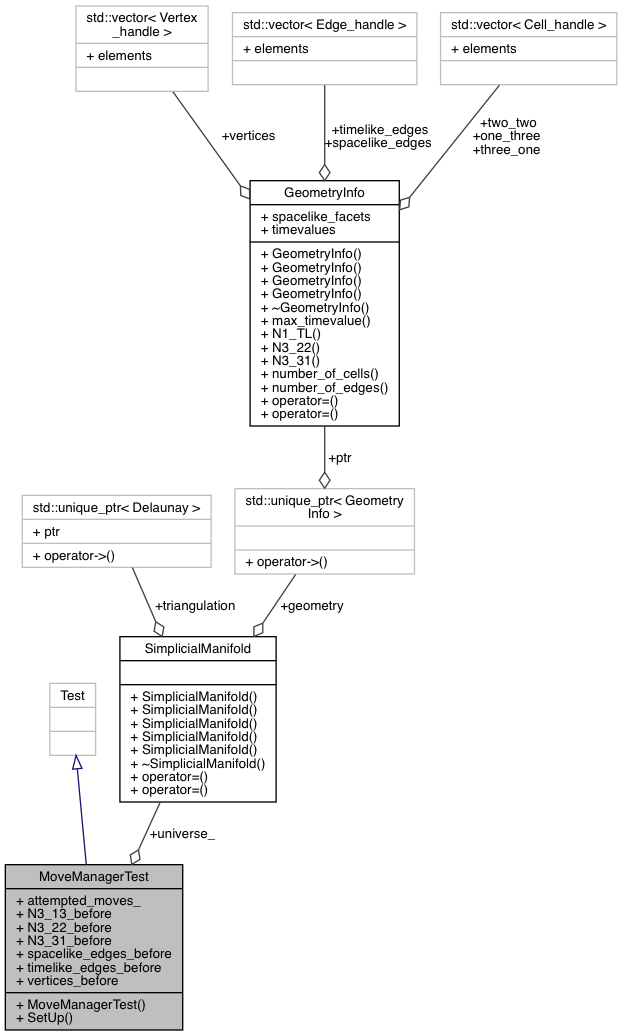 std::vector< Vertex
_handle >
+ elements
std::vector< Edge_handle >
+ elements
std::vector< Cell_handle >
+ elements
+vertices
+timelike_edges
+spacelike_edges
+two_two
+one_three
+three_one
GeometryInfo
+ spacelike_facets
+ timevalues
+ GeometryInfo()
+ GeometryInfo()
+ GeometryInfo()
+ GeometryInfo()
+ ~GeometryInfo()
+ max_timevalue()
+ N1_TL()
+ N3_22()
+ N3_31()
+ number_of_cells()
+ number_of_edges()
+ operator=()
+ operator=()
+ptr
std::unique_ptr< Delaunay >
+ ptr
+ operator->()
std::unique_ptr< Geometry
Info >
+ operator->()
+triangulation
+geometry
SimplicialManifold
+ SimplicialManifold()
+ SimplicialManifold()
+ SimplicialManifold()
+ SimplicialManifold()
+ SimplicialManifold()
+ ~SimplicialManifold()
+ operator=()
+ operator=()
Test
+universe_
MoveManagerTest
+ attempted_moves_
+ N3_13_before
+ N3_22_before
+ N3_31_before
+ spacelike_edges_before
+ timelike_edges_before
+ vertices_before
+ MoveManagerTest()
+ SetUp()